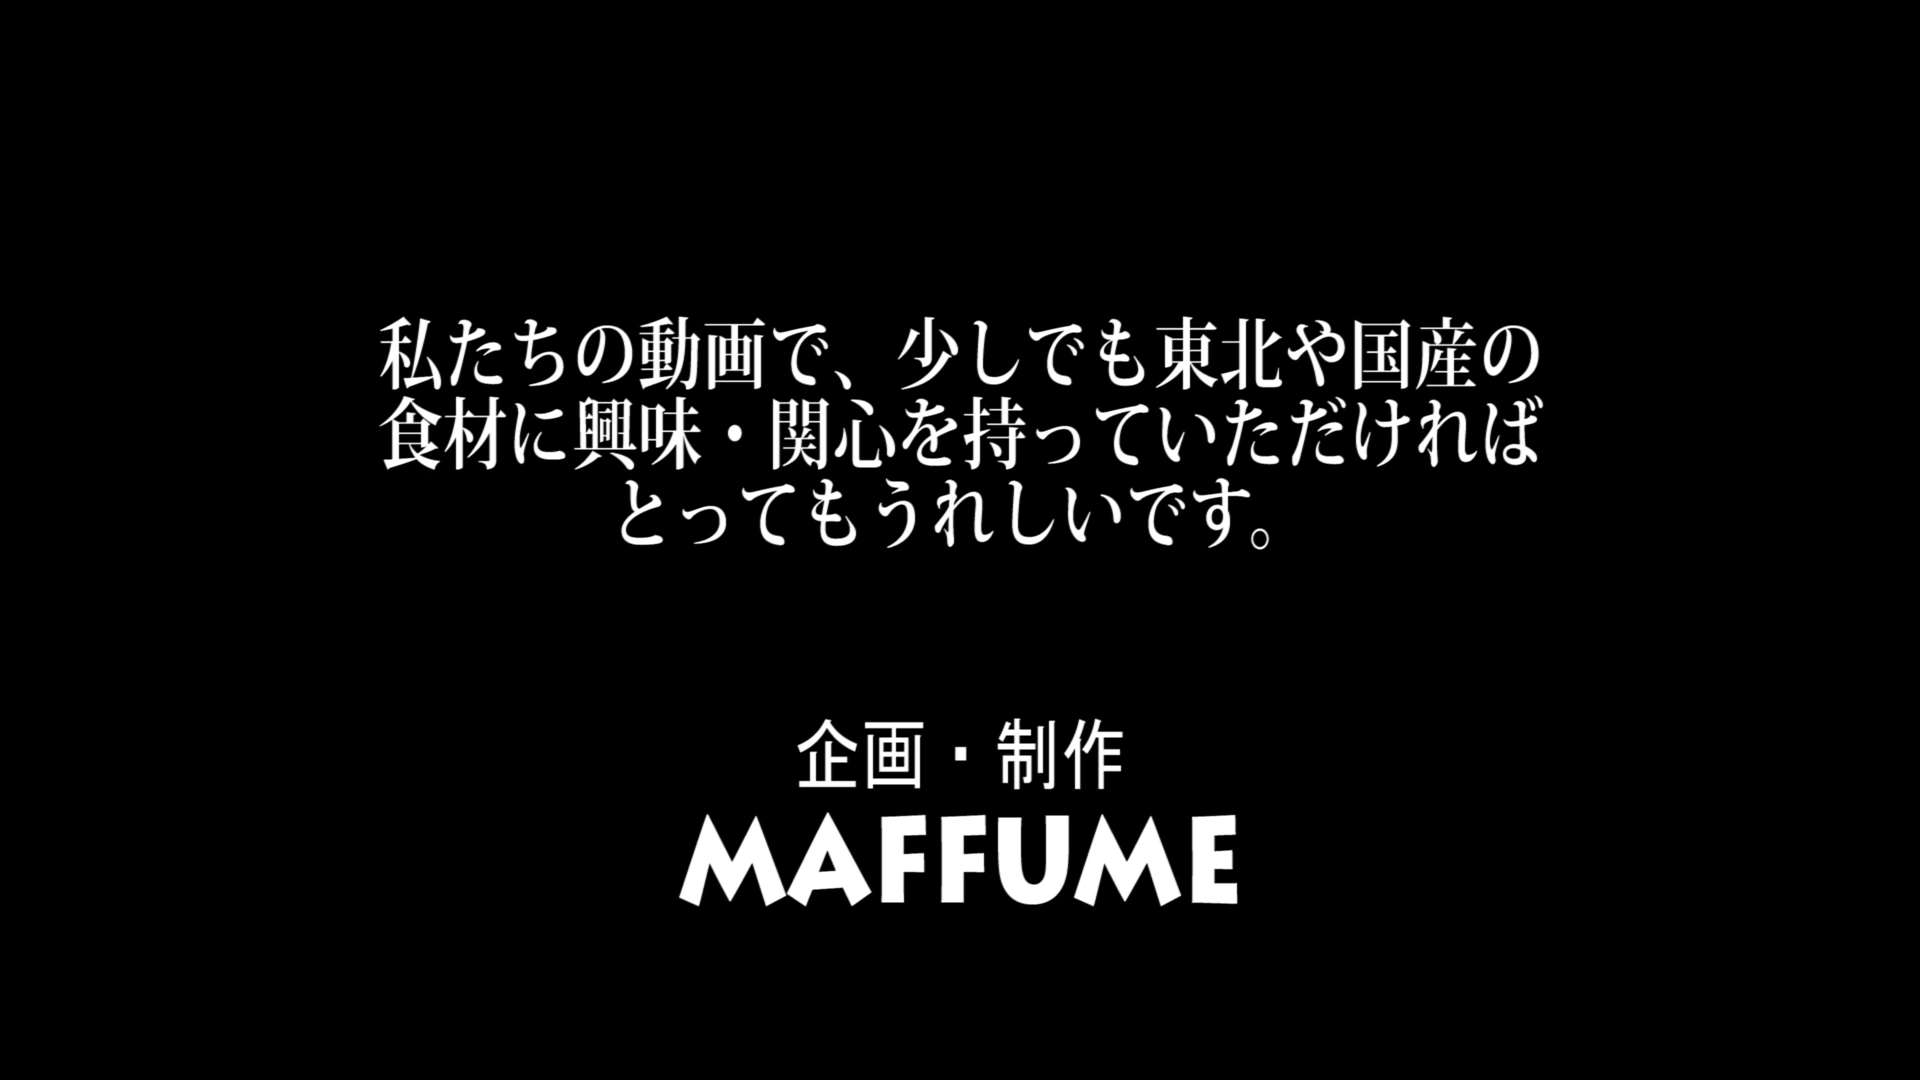 私たちの動画で、少しでも東北や国産の
食材に興味・関心を持っていただければ
とってもうれしいです。
企画・制作
MAFFUME